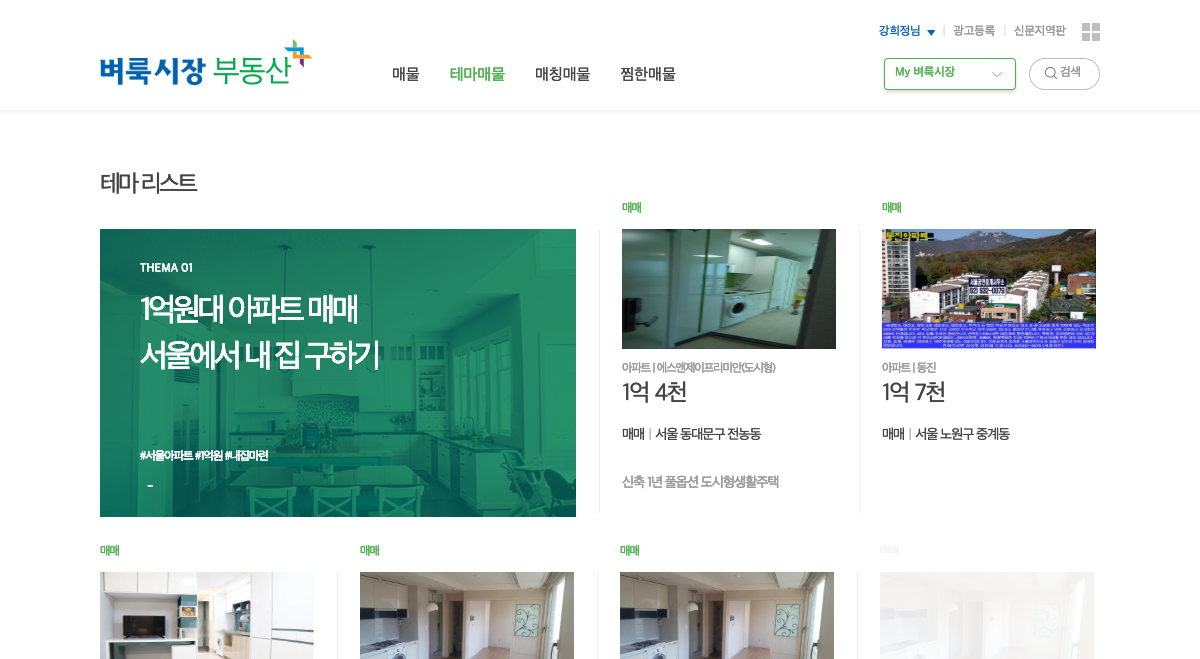 강희정님 광고등록 신문지역판
벼룩시장 부동산 매물 테마매물 매칭매물 찜한매물
My 벼룩시장 검색
테마 리스트
매매
매매
THEMA 01
1억원대 아파트 매매
서울에서 내 집 구하기
#서울아파트 #1억원 #내집마련
아파트 | 에스앤제이프리미안(도시형)
1억 4천
매매 | 서울 동대문구 전농동
신축 1년 풀옵션 도시형생활주택
02) 932-0079
아파트 | 동진
1억 7천
매매 | 서울 노원구 중계동
매매
매매
매매
매매